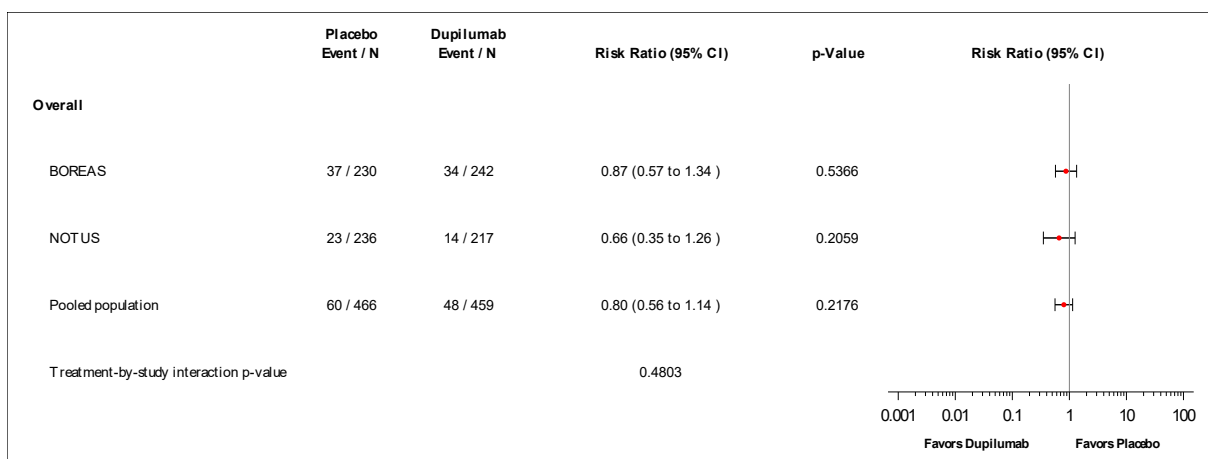 Placebo Event / N Dupilumab Event / N Risk Ratio (95% CI) p-Value Risk Ratio (95% CI)
Overall
BOREAS 37 / 230 34 / 242 0.87 (0.57 to 1.34 ) 0.5366
NOTUS 23 / 236 14 / 217 0.66 (0.35 to 1.26 ) 0.2059
Pooled population 60 / 466 48 / 459 0.80 (0.56 to 1.14 ) 0.2176
Treatment-by-study interaction p-value 0.4803
0.001 0.01 0.1 1 10 100
Favors Dupilumab Favors Placebo